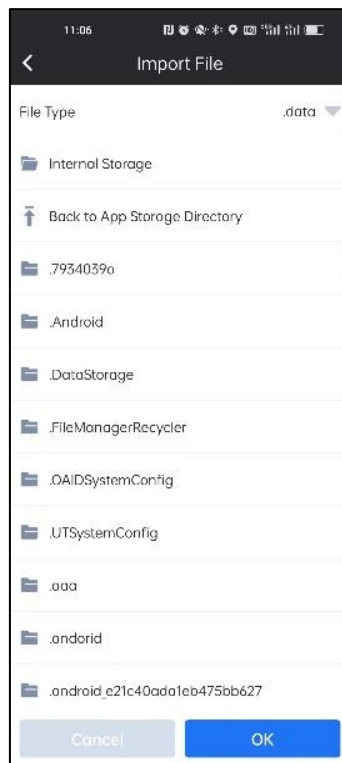 11:06
Import File
File Type .data
Internal Storage
Back to App Storage Directory
.7934039a
.Android
.DataStorage
.FileManagerRecycler
.OAIDSystemConfig
.UTSystemConfig
.aaa
.andorid
.android_e21c40ada1eb475bb627
Cancel OK